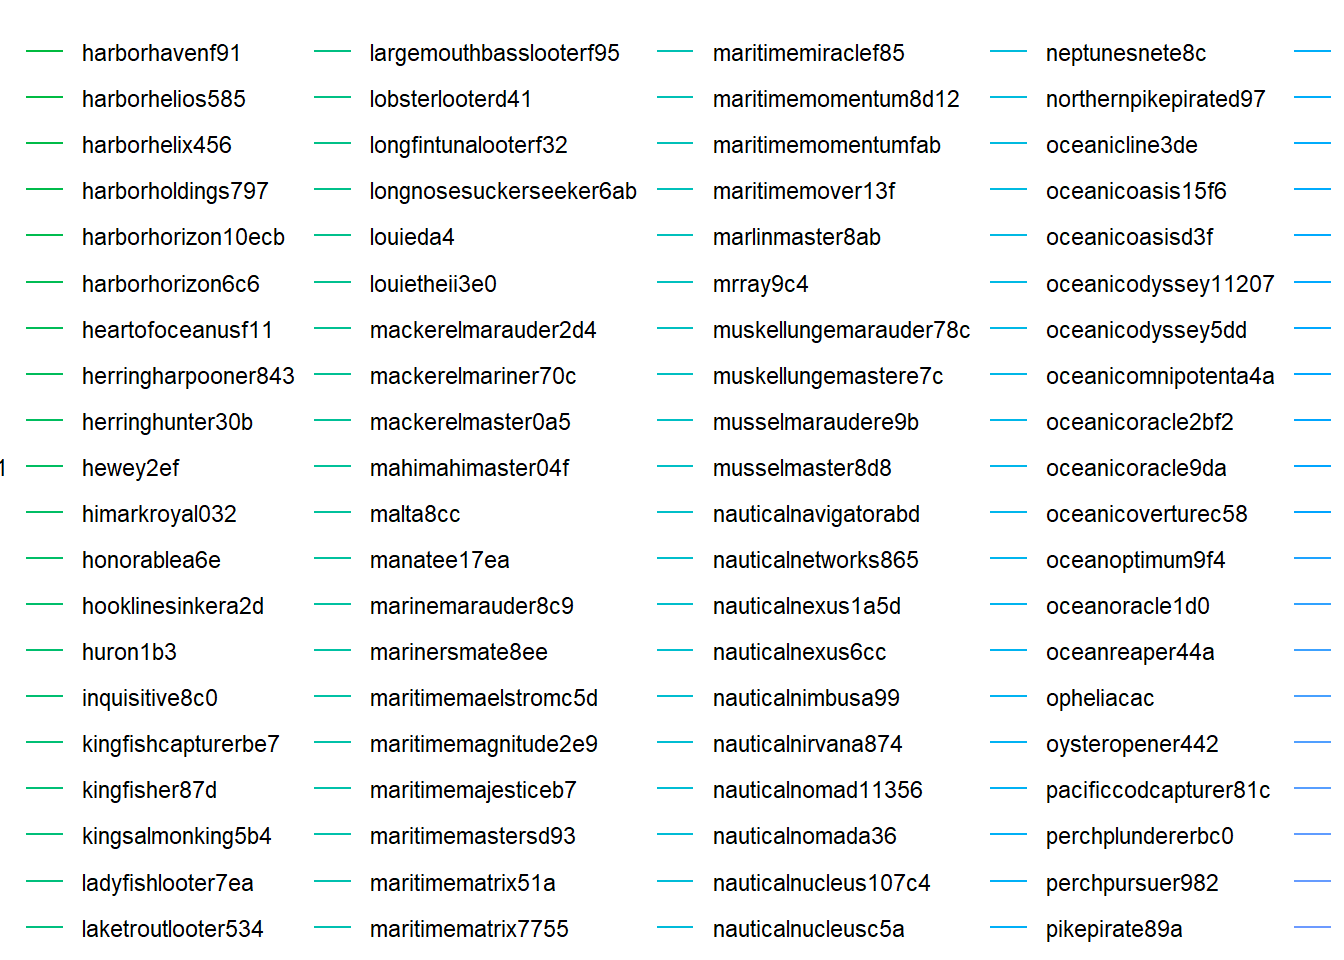 harborhavenf91
harborhelios585
harborhelix456
harborholdings797
harborhorizon10ecb
harborhorizon6c6
heartofoceanusf11
herringharpooner843
herringhunter30b
1
hewey2ef
himarkroyal032
honorablea6e
hooklinesinkera2d
huron1b3
inquisitive8c0
kingfishcapturerbe7
kingfisher87d
kingsalmonking5b4
ladyfishlooter7ea
laketroutlooter534
largemouthbasslooterf95
lobsterlooterd41
longfintunalooterf32
longnosesuckerseeker6ab
louieda4
louietheii3e0
mackerelmarauder2d4
mackerelmariner70c
mackerelmaster0a5
mahimahimaster04f
malta8cc
manatee17ea
marinemarauder8c9
marinersmate8ee
maritimemaelstromc5d
maritimemagnitude2e9
maritimemajesticeb7
maritimemastersd93
maritimematrix51a
maritimematrix7755
maritimemiraclef85
maritimemomentum8d12
maritimemomentumfab
maritimemover13f
marlinmaster8ab
mrray9c4
muskellungemarauder78c
muskellungemastere7c
musselmaraudere9b
musselmaster8d8
nauticalnavigatorabd
nauticalnetworks865
nauticalnexus1a5d
nauticalnexus6cc
nauticalnimbusa99
nauticalnirvana874
nauticalnomad11356
nauticalnomada36
nauticalnucleus107c4
nauticalnucleusc5a
neptunesnete8c
northernpikepirated97
oceanicline3de
oceanicoasis15f6
oceanicoasisd3f
oceanicodyssey11207
oceanicodyssey5dd
oceanicomnipotenta4a
oceanicoracle2bf2
oceanicoracle9da
oceanicoverturec58
oceanoptimum9f4
oceanoracle1d0
oceanreaper44a
opheliacac
oysteropener442
pacificcodcapturer81c
perchplundererbc0
perchpursuer982
pikepirate89a